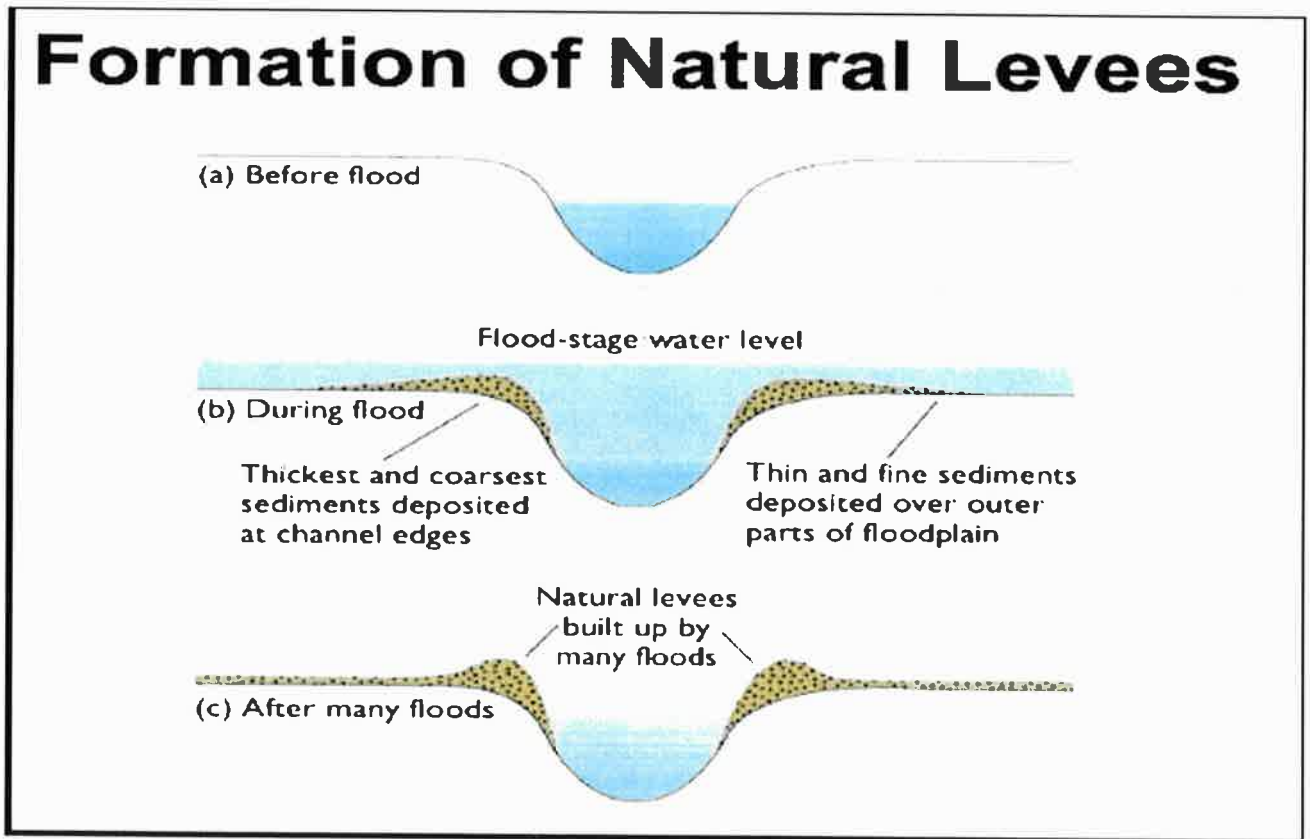 Formation of Natural Levees
(a) Before flood
Flood-stage water level
(b) During flood
Thickest and coarsest
sediments deposited
at channel edges
Thin and fine sediments
deposited over outer
parts of floodplain
Natural levees
built up by
many floods
(c) After many floods